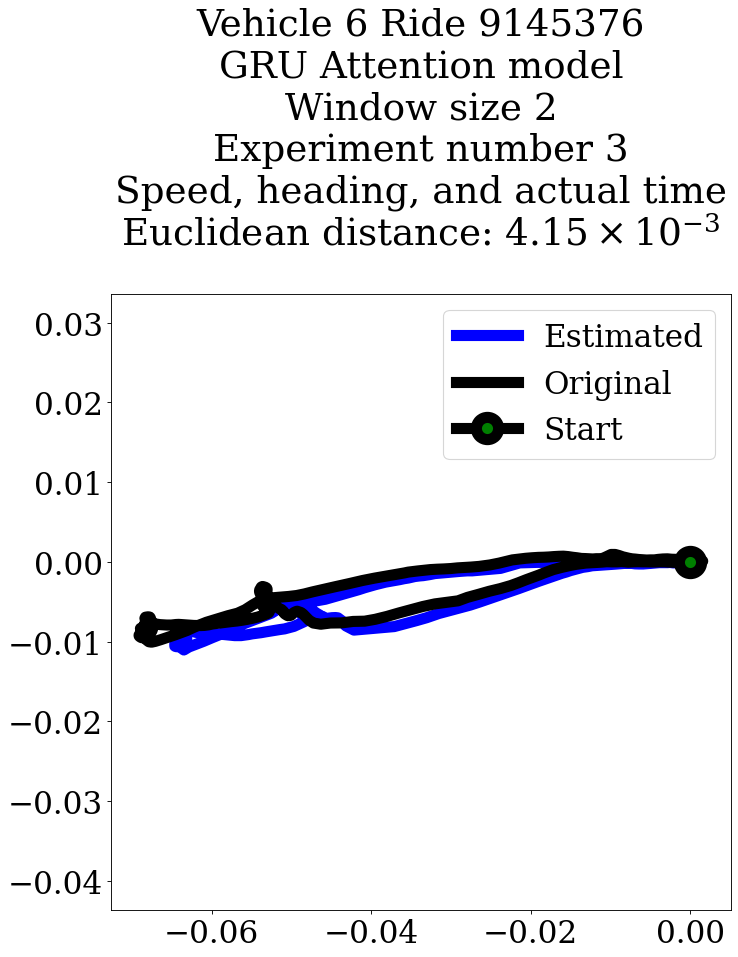 Vehicle 6 Ride 9145376
GRU Attention model
Window size 2
Experiment number 3
Speed, heading, and actual time
Euclidean distance: 4.15 × 10⁻³
Estimated
Original
Start
0.03
0.02
0.01
0.00
−0.01
−0.02
−0.03
−0.04
−0.06 −0.04 −0.02 0.00